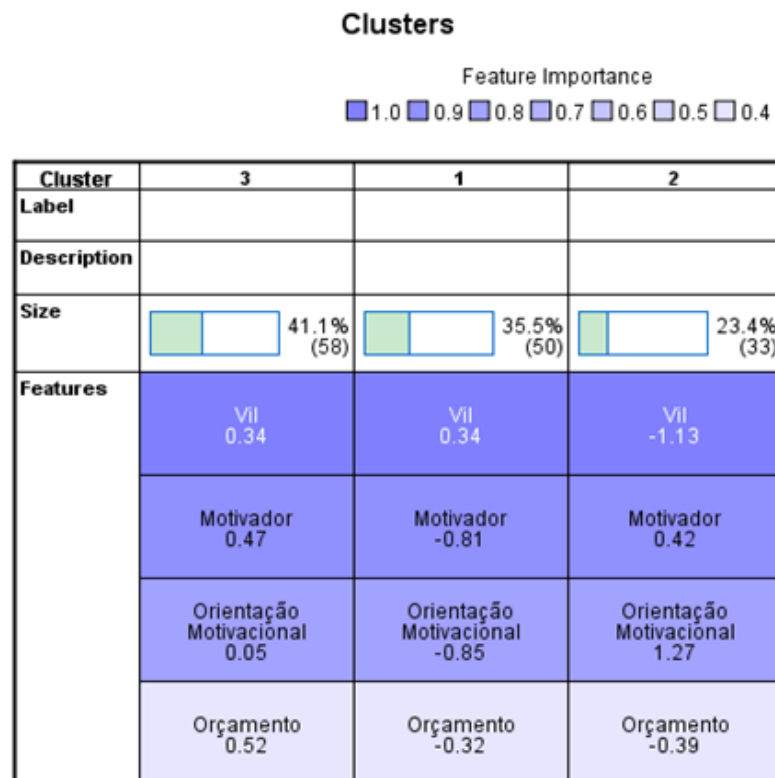 Clusters
Feature Importance
1.0 0.9 0.8 0.7 0.6 0.5 0.4
Cluster 3 1 2
Label
Description
Size
41.1% 35.5% 23.4%
(58) (50) (33)
Features
Vil Vil Vil
0.34 0.34 -1.13
Motivador Motivador Motivador
0.47 -0.81 0.42
Orientação Orientação Orientação
Motivacional Motivacional Motivacional
0.05 -0.85 1.27
Orçamento Orçamento Orçamento
0.52 -0.32 -0.39